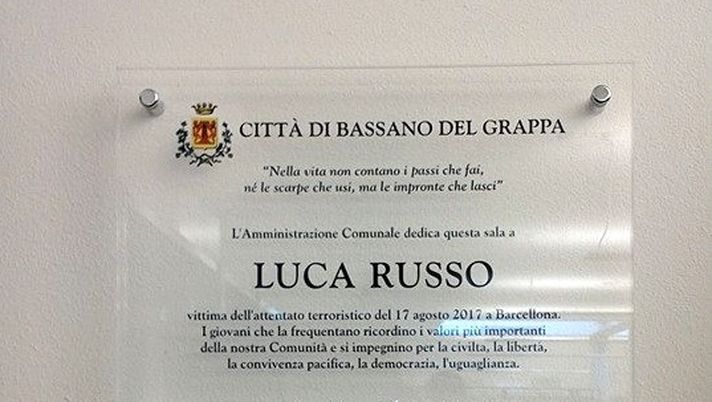 CITTÀ DI BASSANO DEL GRAPPA
“Nella vita non contano i passi che fai,
né le scarpe che usi, ma le impronte che lasci”
L'Amministrazione Comunale dedica questa sala a
LUCA RUSSO
vittima dell'attentato terroristico del 17 agosto 2017 a Barcellona.
I giovani che la frequentano ricordino i valori più importanti
della nostra Comunità e si impegnino per la civilta, la libertà,
la convivenza pacifica, la democrazia, l'uguaglianza.